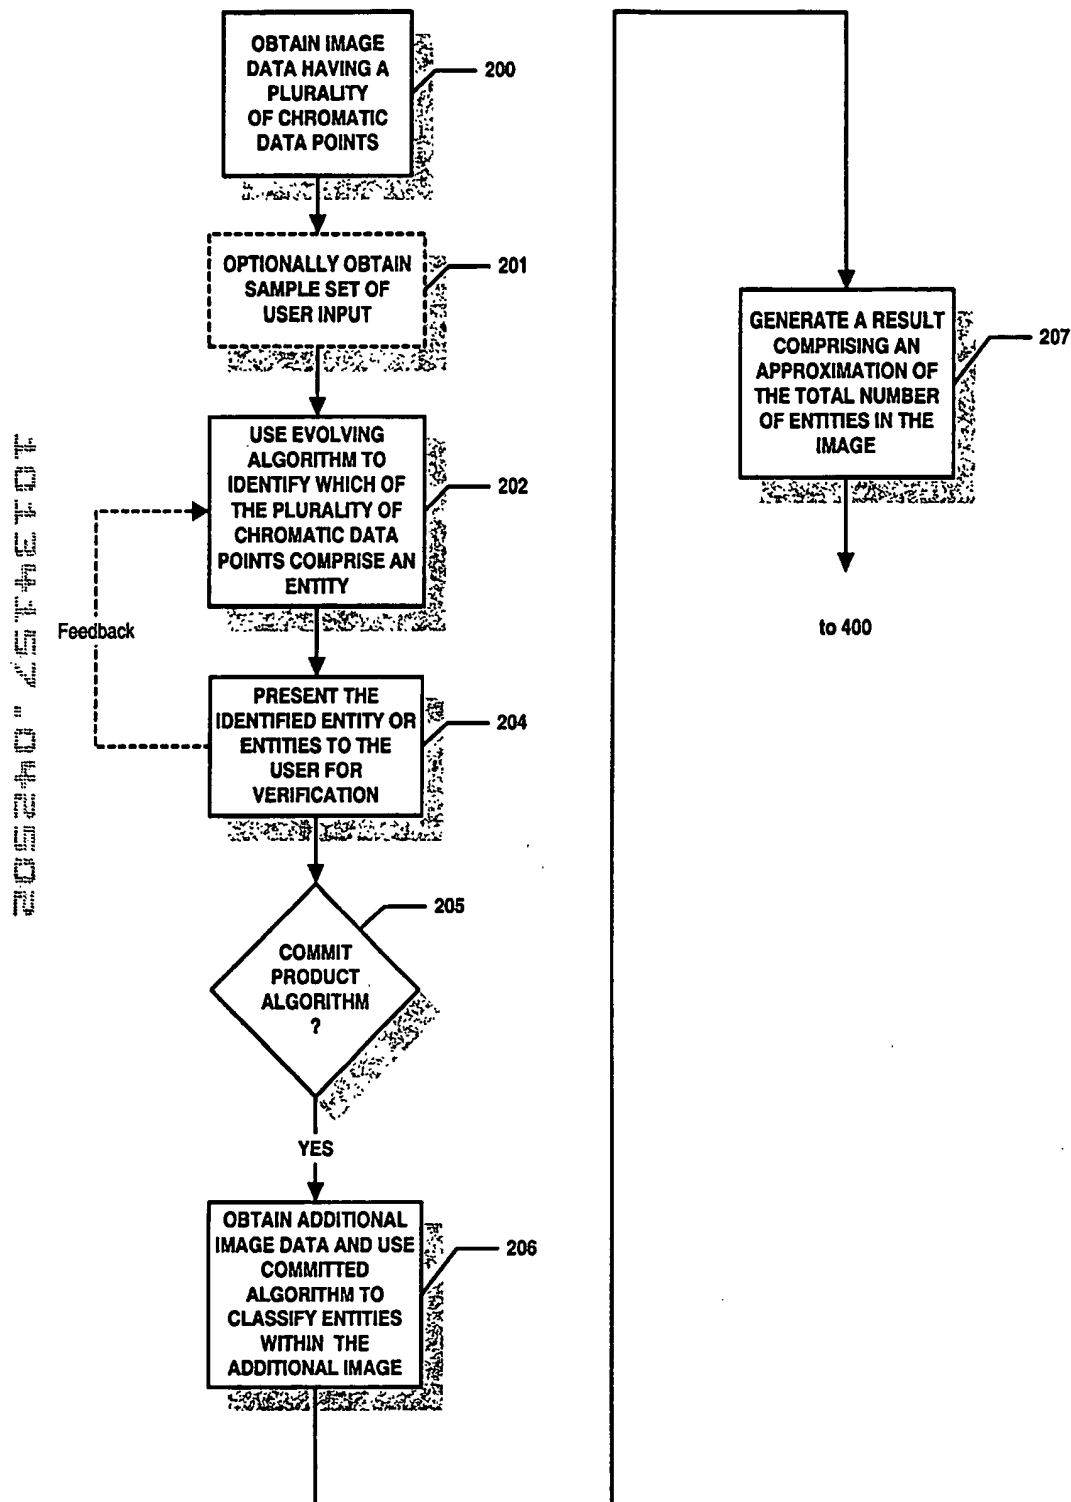 OBTAIN IMAGE
DATA HAVING A
PLURALITY
OF CHROMATIC
DATA POINTS
200
OPTIONALLY OBTAIN
SAMPLE SET OF
USER INPUT
201
USE EVOLVING
ALGORITHM TO
IDENTIFY WHICH OF
THE PLURALITY OF
CHROMATIC DATA
POINTS COMPRISE AN
ENTITY
202
Feedback
PRESENT THE
IDENTIFIED ENTITY OR
ENTITIES TO THE
USER FOR
VERIFICATION
204
COMMIT
PRODUCT
ALGORITHM
?
205
YES
OBTAIN ADDITIONAL
IMAGE DATA AND USE
COMMITTED
ALGORITHM TO
CLASSIFY ENTITIES
WITHIN THE
ADDITIONAL IMAGE
206
GENERATE A RESULT
COMPRISING AN
APPROXIMATION OF
THE TOTAL NUMBER
OF ENTITIES IN THE
IMAGE
207
to 400
10134157.042502